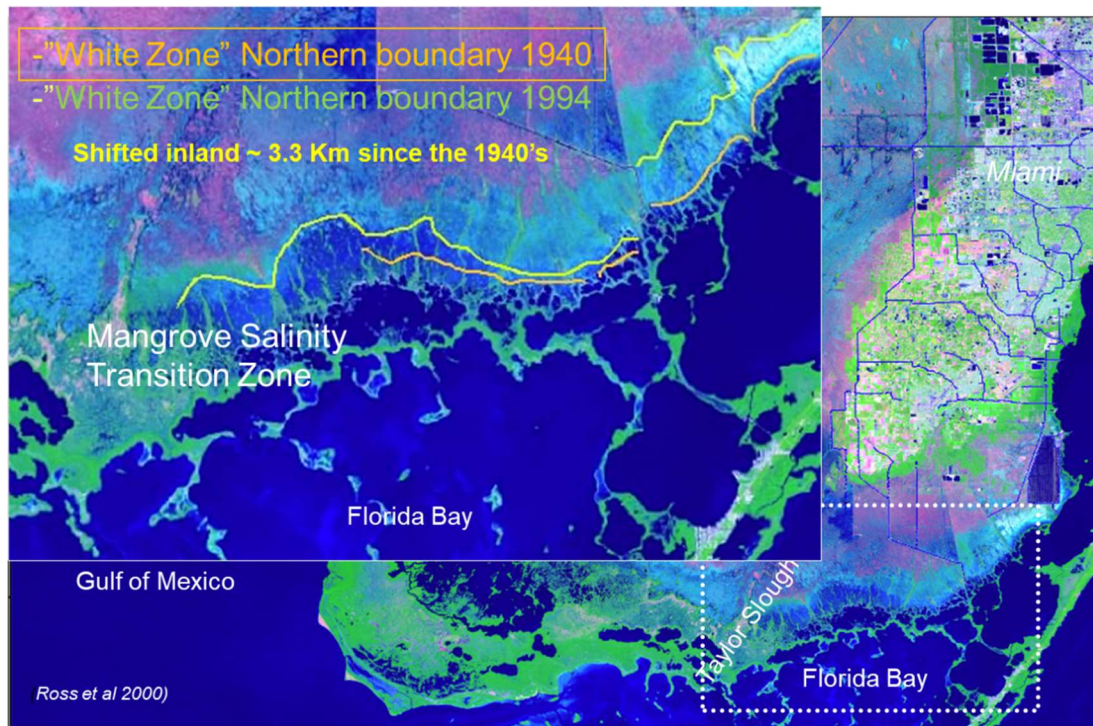 -"White Zone” Northern boundary 1940
-"White Zone” Northern boundary 1994
Shifted inland ~ 3.3 Km since the 1940’s
Miami
Mangrove Salinity
Transition Zone
Florida Bay
Gulf of Mexico
Taylor Slough
Florida Bay
(Ross et al 2000)